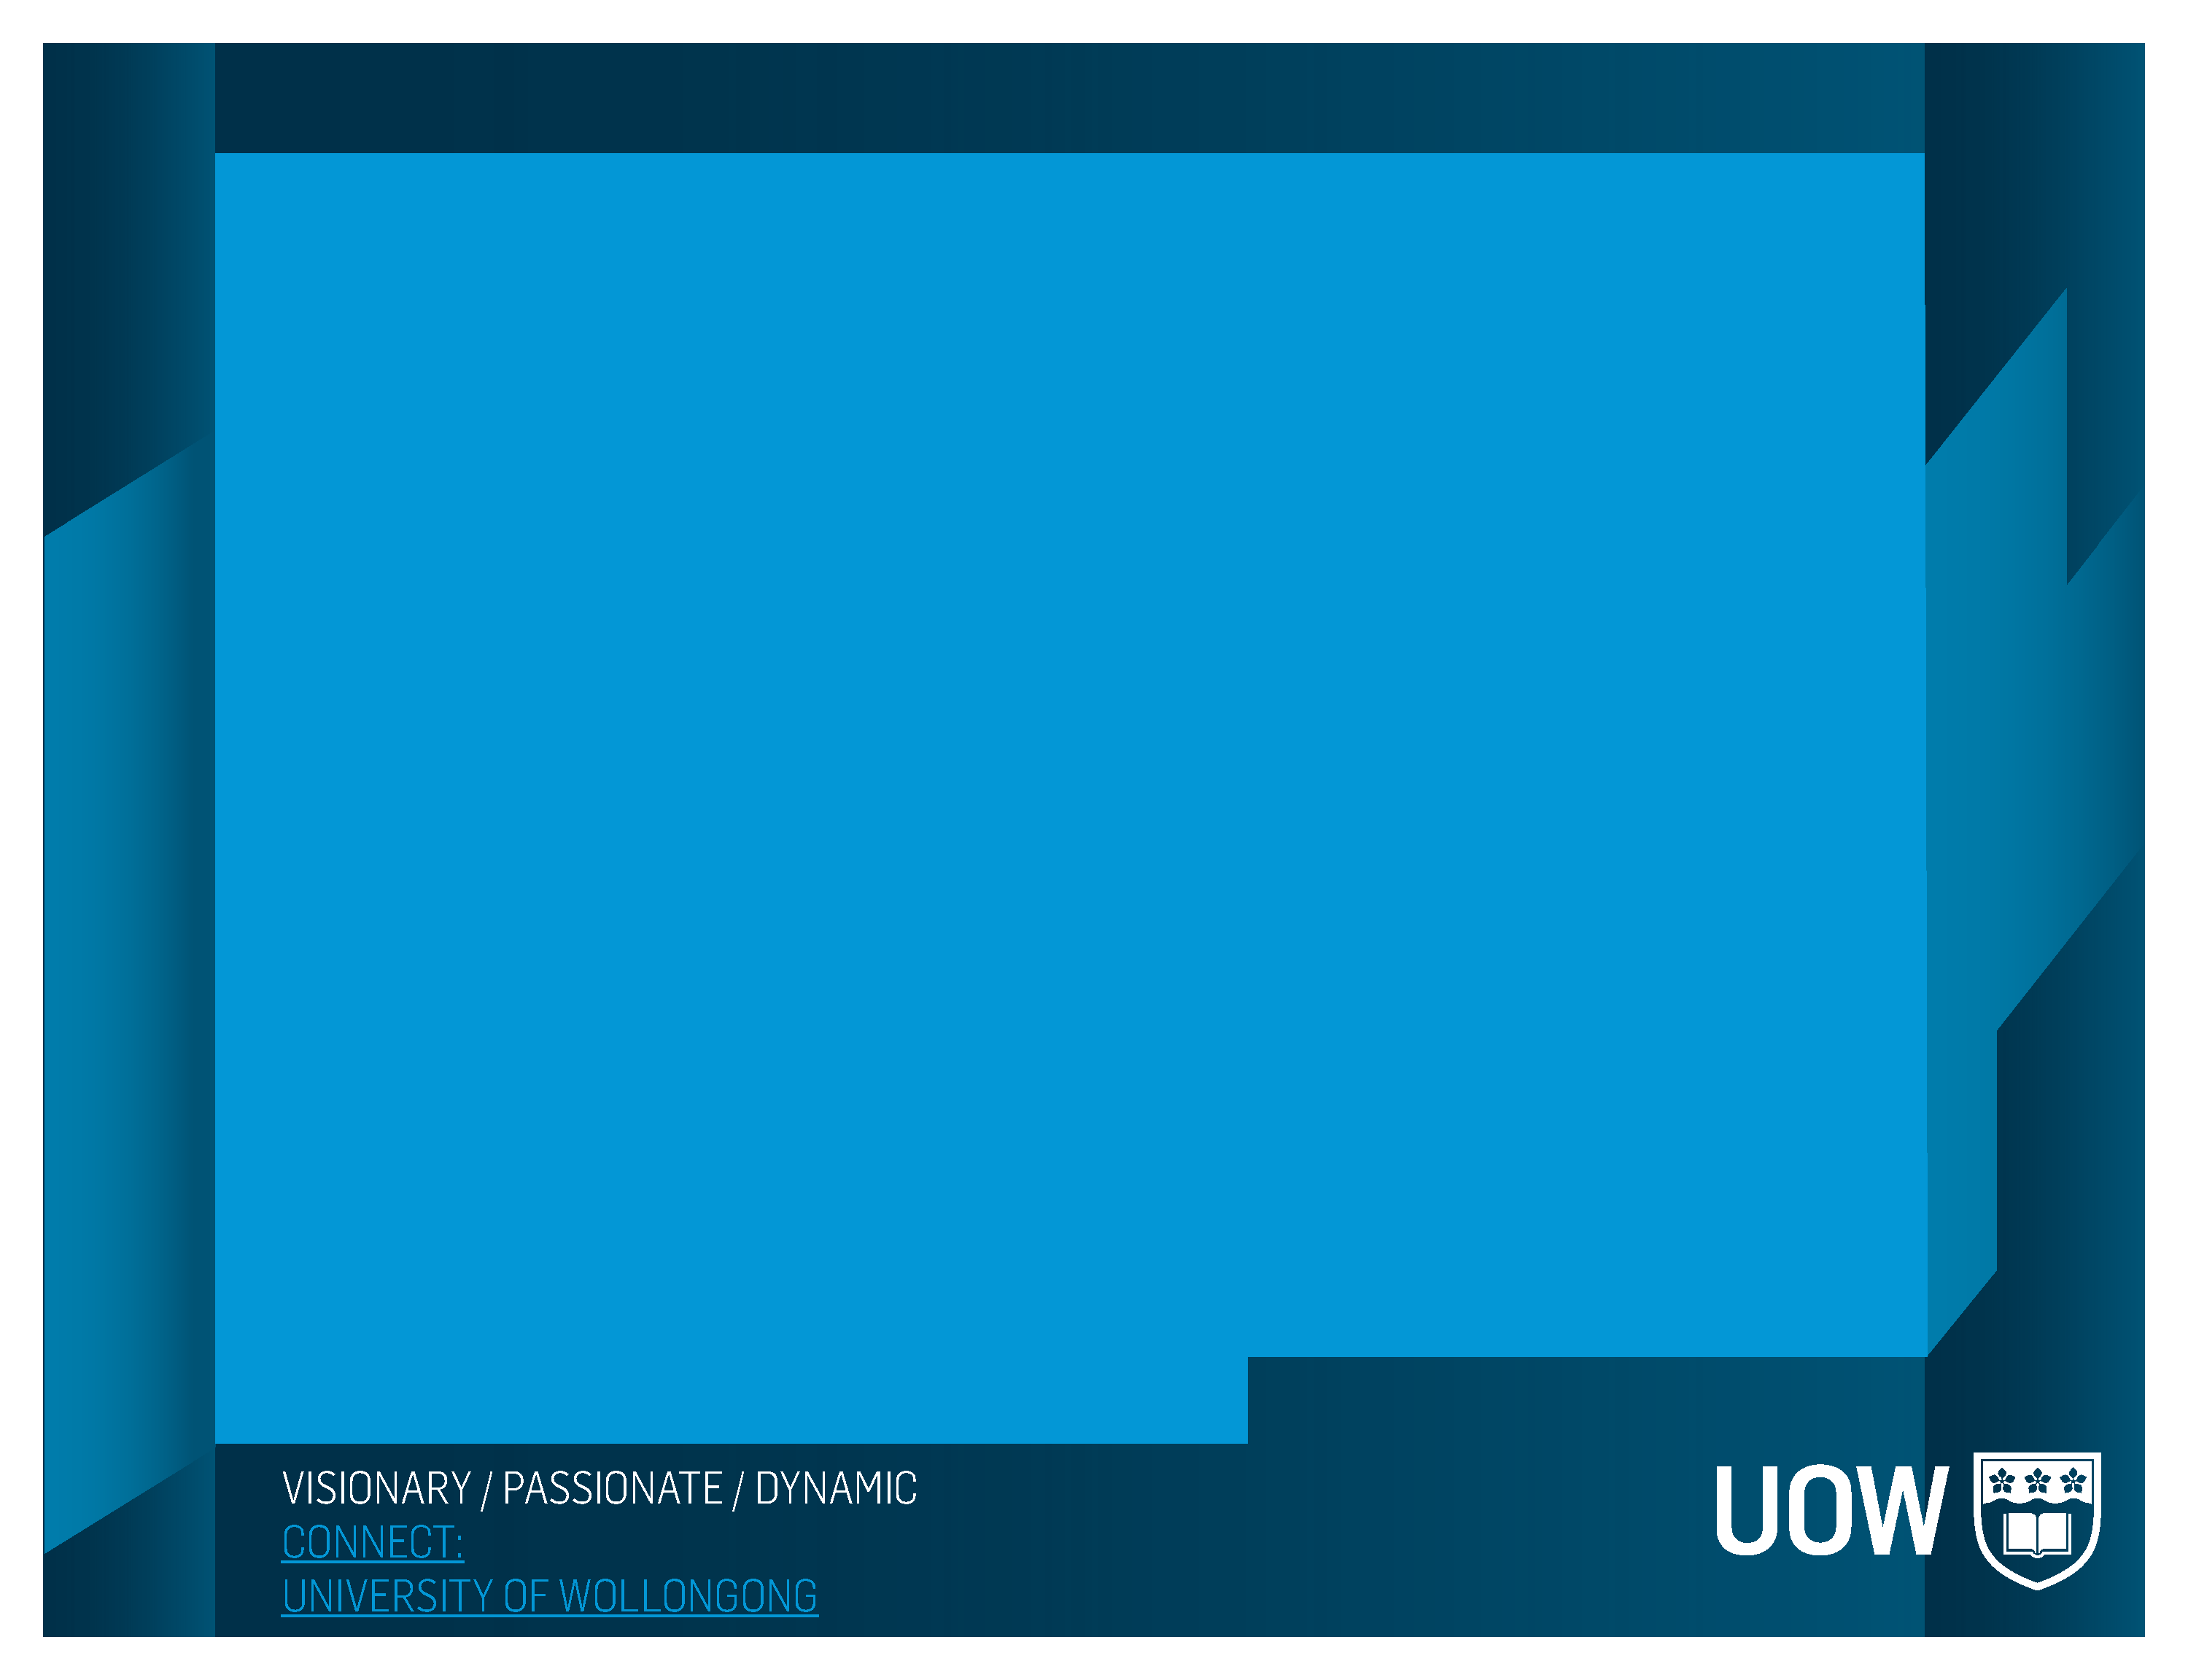 VISIONARY / PASSIONATE / DYNAMIC
CONNECT:
UNIVERSITY OF WOLLONGONG
UOW